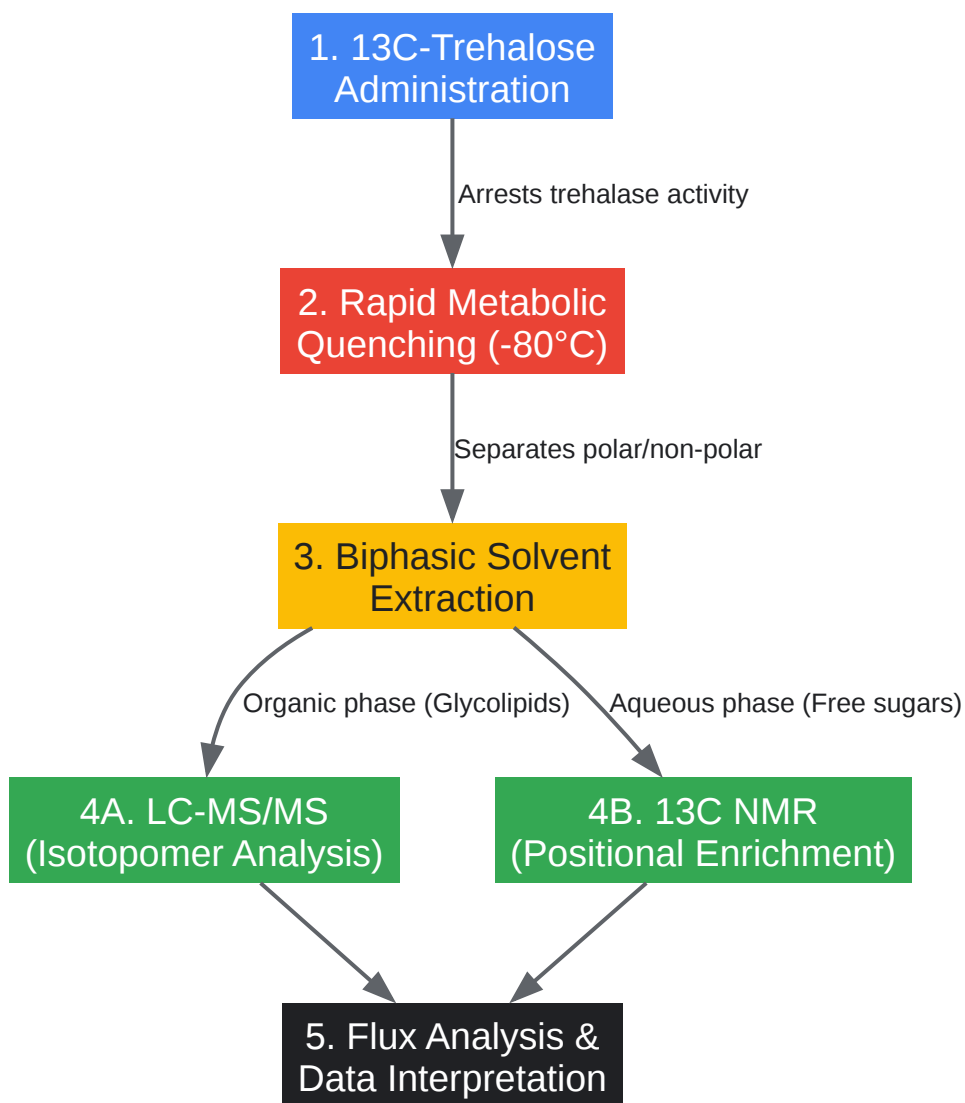 1. 13C-Trehalose
Administration
Arrests trehalase activity
2. Rapid Metabolic
Quenching (-80°C)
Separates polar/non-polar
3. Biphasic Solvent
Extraction
Organic phase (Glycolipids)
Aqueous phase (Free sugars)
4A. LC-MS/MS
(Isotopomer Analysis)
4B. 13C NMR
(Positional Enrichment)
5. Flux Analysis &
Data Interpretation